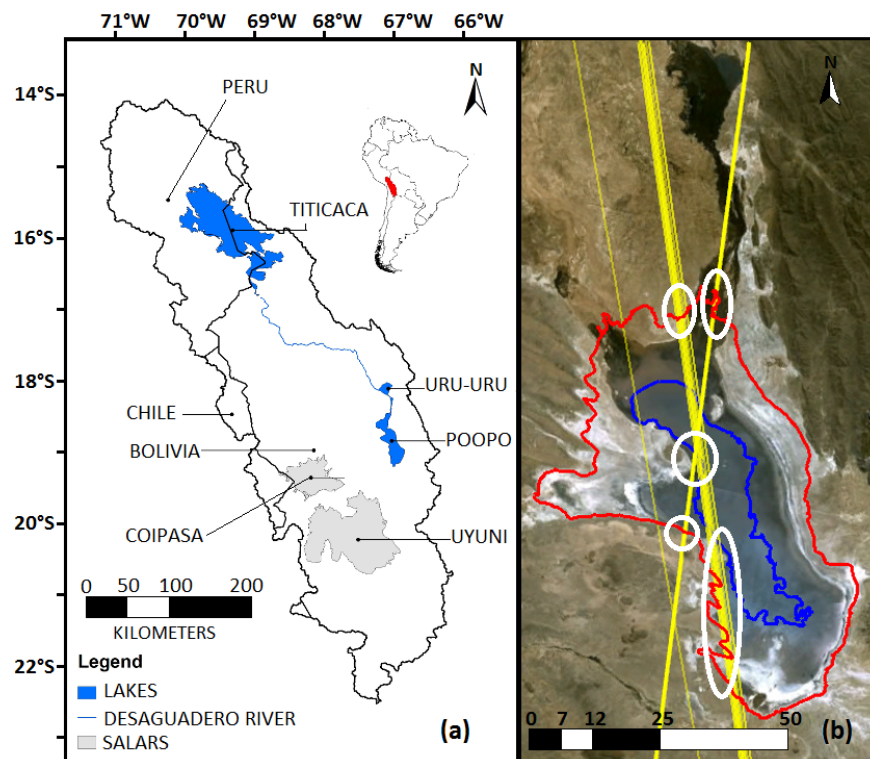 71°W 70°W 69°W 68°W 67°W 66°W
14°S
16°S
18°S
20°S
22°S
N
PERU
TITICACA
URU-URU
CHILE
POOPO
BOLIVIA
COIPASA
UYUNI
0 50 100 200
KILOMETERS
Legend
LAKES
DESAGUADERO RIVER
SALARS
(a)
N
0 7 12 25 50
(b)